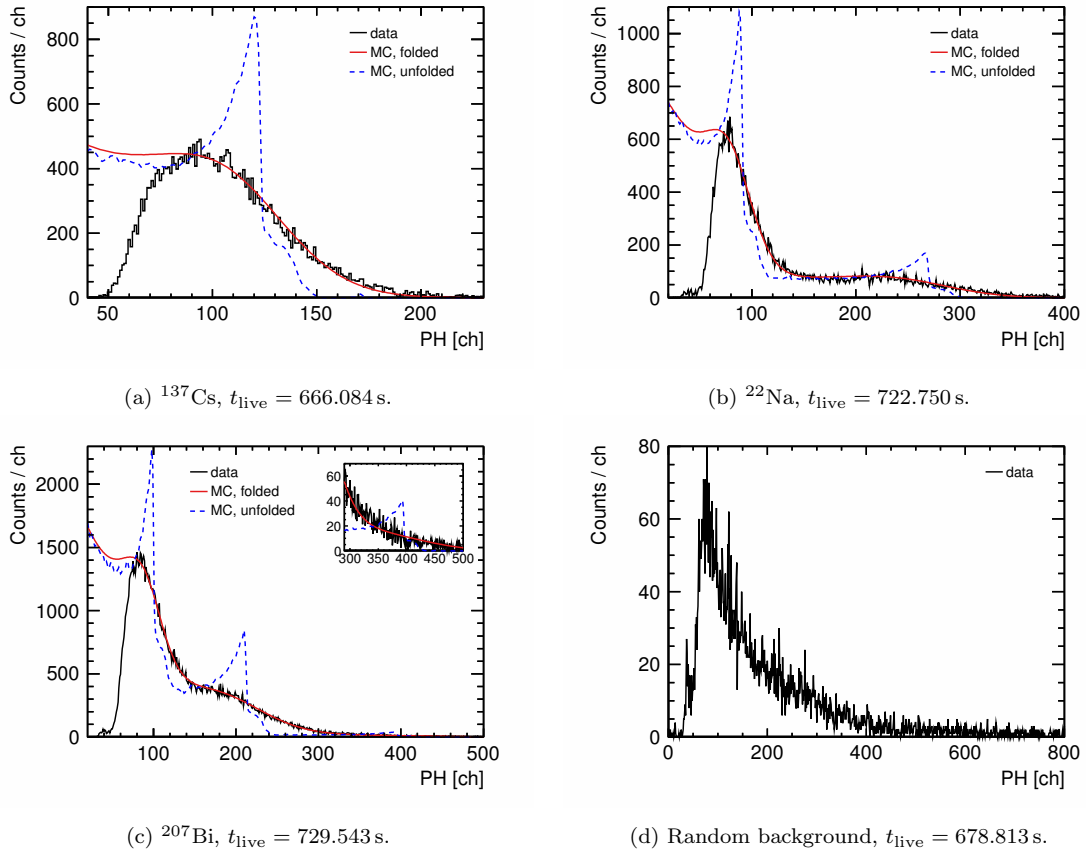 Counts / ch
800
600
400
200
0
data
MC, folded
MC, unfolded
50 100 150 200
PH [ch]
(a) ¹³⁷Cs, t_live = 666.084 s.
Counts / ch
1000
800
600
400
200
0
data
MC, folded
MC, unfolded
100 200 300 400
PH [ch]
(b) ²²Na, t_live = 722.750 s.
Counts / ch
2000
1500
1000
500
0
data
MC, folded
MC, unfolded
60
40
20
0
300 350 400 450 500
100 200 300 400 500
PH [ch]
(c) ²⁰⁷Bi, t_live = 729.543 s.
Counts / ch
80
60
40
20
0
data
0 200 400 600 800
PH [ch]
(d) Random background, t_live = 678.813 s.